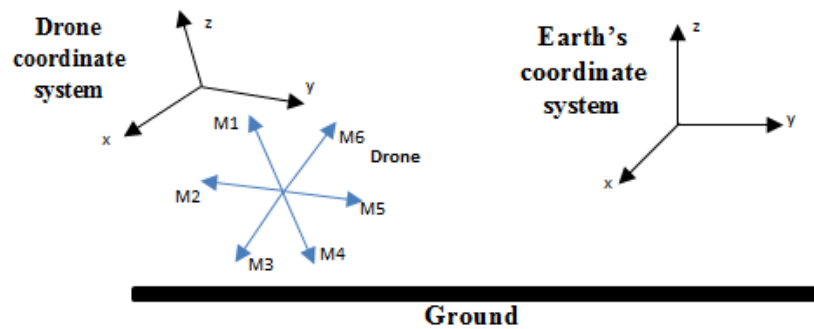 Drone
coordinate
system
z
y
x
M1
M6
Drone
M2
M5
M3
M4
Earth's
coordinate
system
z
y
x
Ground